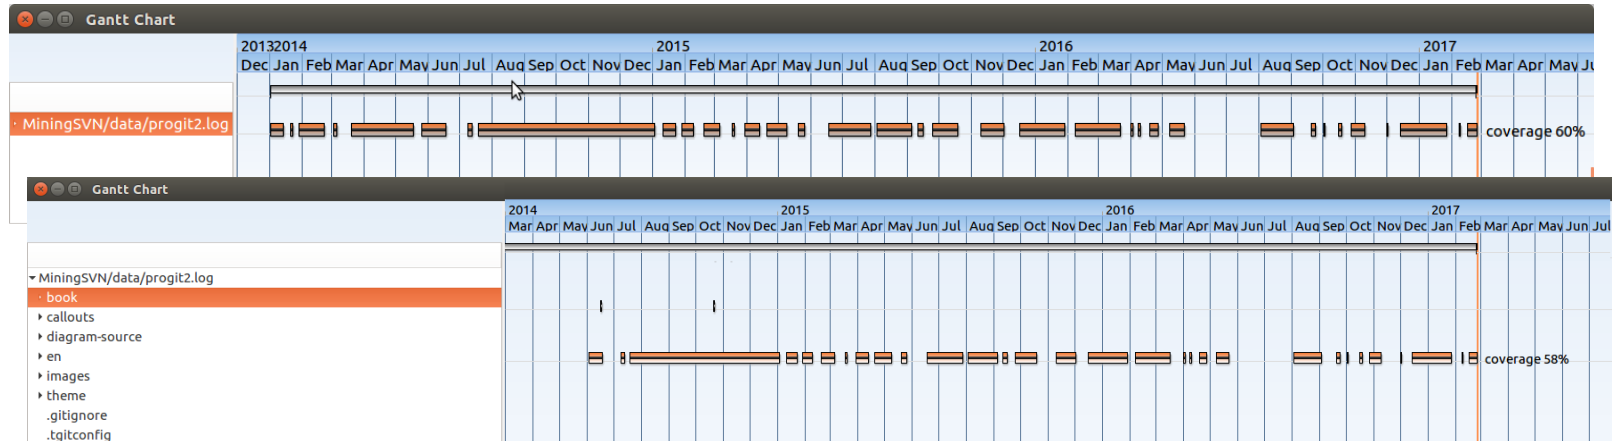 Gantt Chart
20132014 2015 2016 2017
Dec Jan Feb Mar Apr May Jun Jul Aug Sep Oct Nov Dec Jan Feb Mar Apr May Jun Jul Aug Sep Oct Nov Dec Jan Feb Mar Apr May Jun Jul Aug Sep Oct Nov Dec Jan Feb Mar Apr May
MiningSVN/data/progit2.log
coverage 60%
Gantt Chart
2014 2015 2016 2017
Mar Apr May Jun Jul Aug Sep Oct Nov Dec Jan Feb Mar Apr May Jun Jul Aug Sep Oct Nov Dec Jan Feb Mar Apr May Jun Jul Aug Sep Oct Nov Dec Jan Feb Mar Apr May Jun Jul
MiningSVN/data/progit2.log
book
callouts
diagram-source
en
coverage 58%
images
theme
.gitignore
.tgitconfig